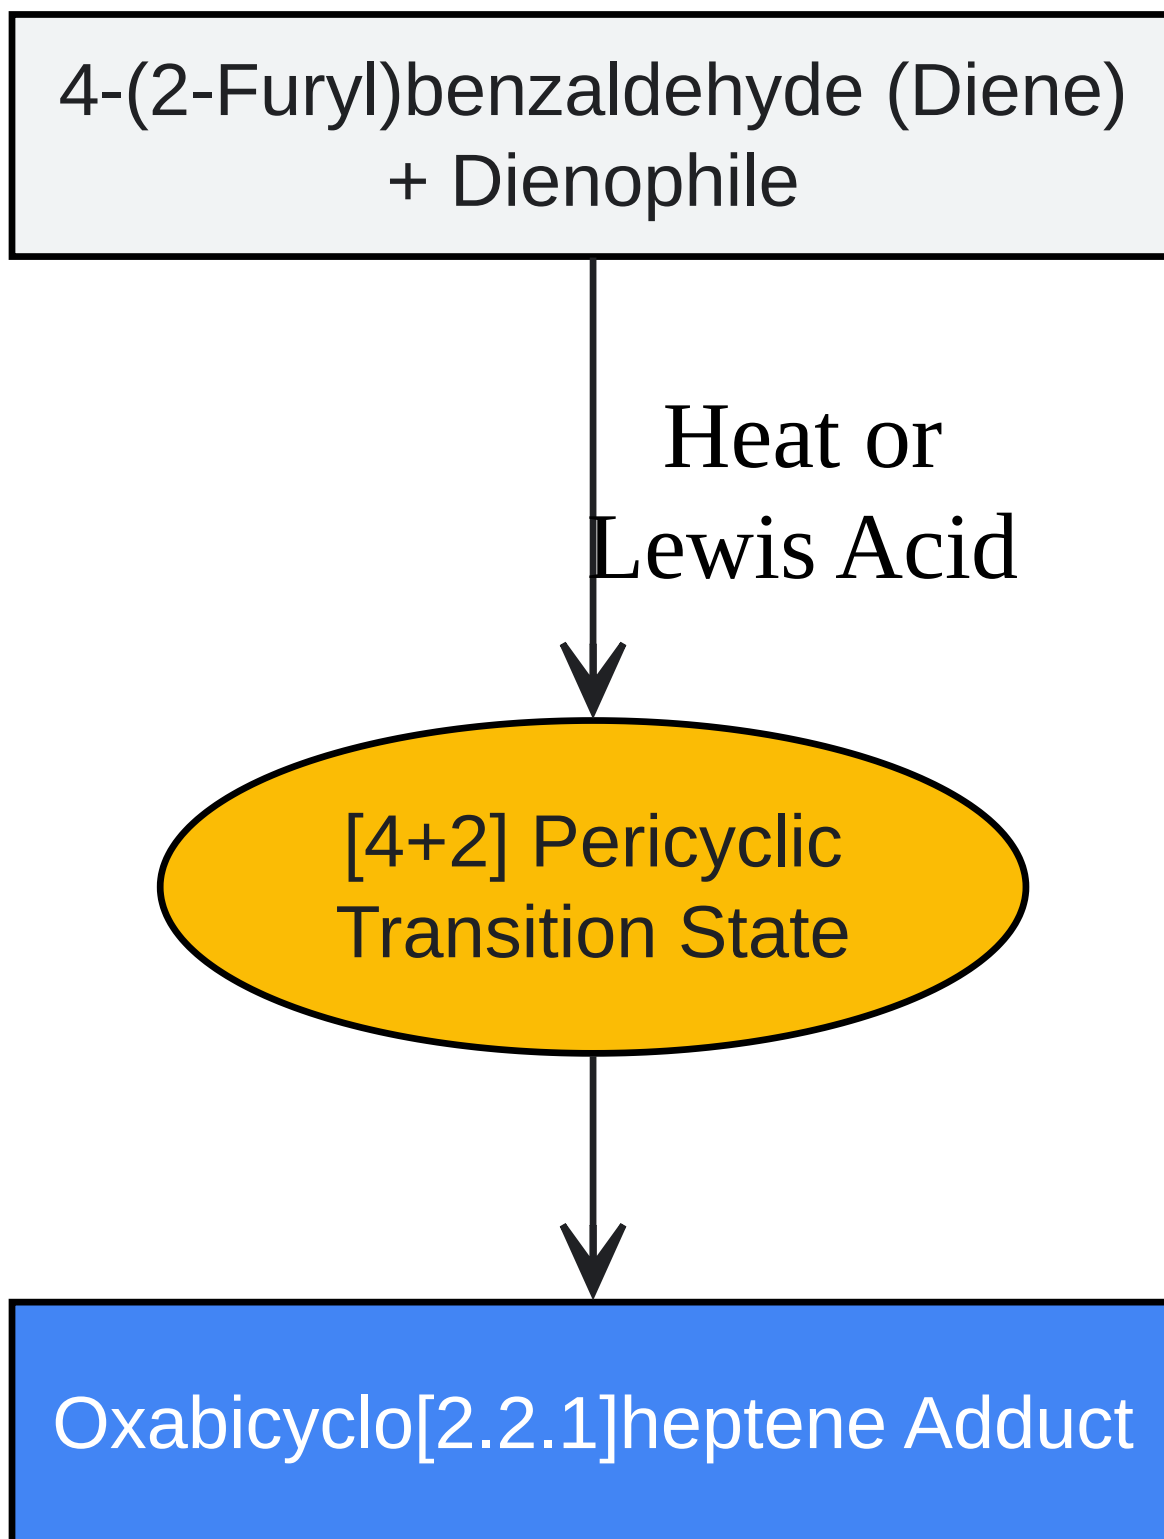 4-(2-Furyl)benzaldehyde (Diene)
+ Dienophile
Heat or
Lewis Acid
[4+2] Pericyclic
Transition State
Oxabicyclo[2.2.1]heptene Adduct